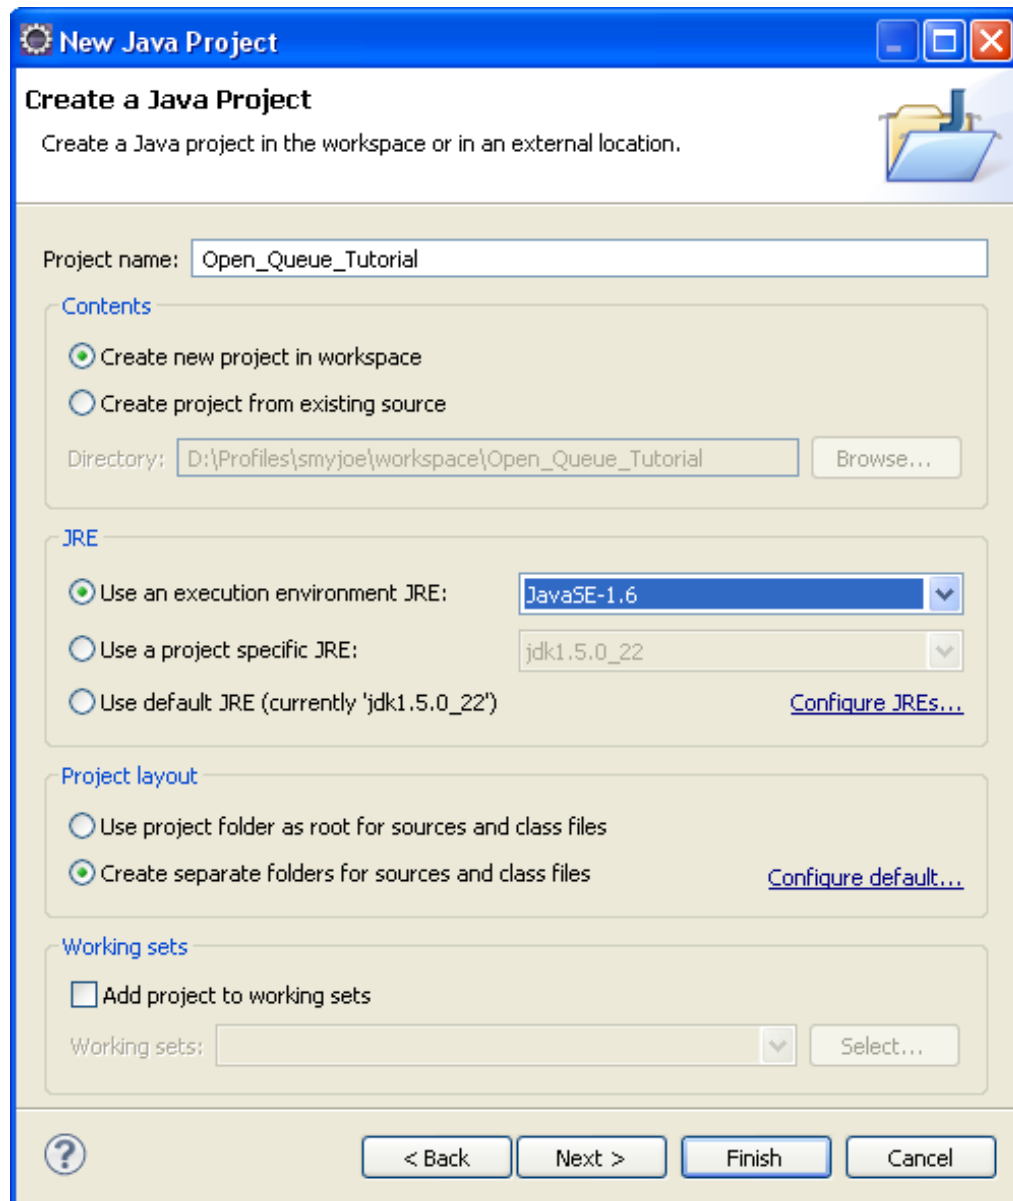 New Java Project
Create a Java Project
Create a Java project in the workspace or in an external location.
Project name: Open_Queue_Tutorial
Contents
Create new project in workspace
Create project from existing source
Directory: D:\Profiles\smyjoe\workspace\Open_Queue_Tutorial Browse...
JRE
Use an execution environment JRE: JavaSE-1.6
Use a project specific JRE: jdk1.5.0_22
Use default JRE (currently 'jdk1.5.0_22') Configure JREs...
Project layout
Use project folder as root for sources and class files
Create separate folders for sources and class files Configure default...
Working sets
Add project to working sets
Working sets: Select...
? < Back Next > Finish Cancel